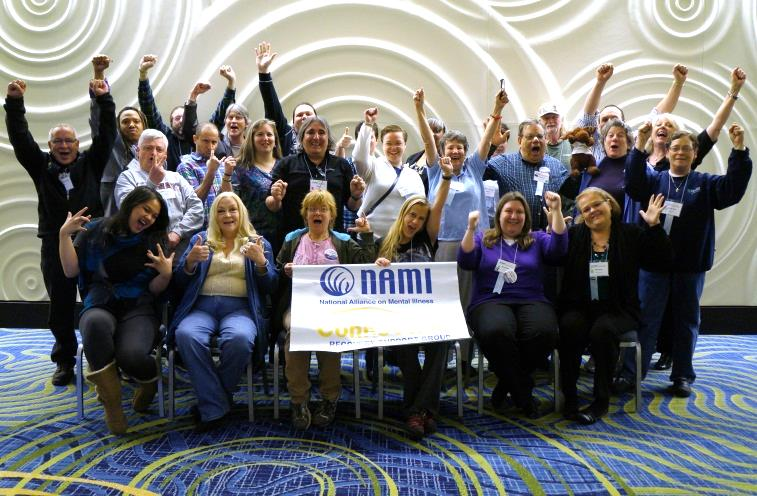 NAMI
National Alliance on Mental Illness
RECOVERY SUPPORT GROUP